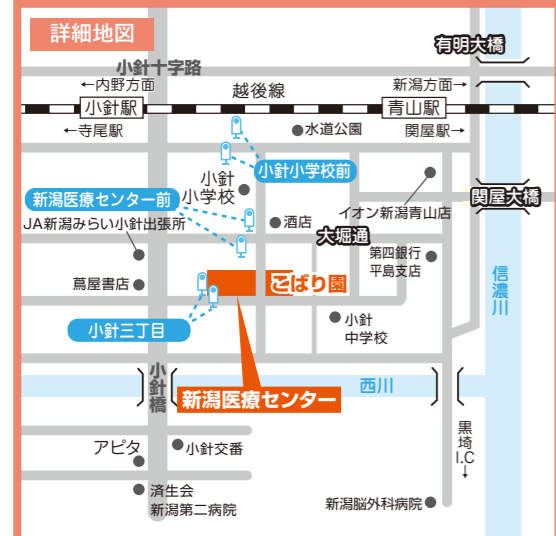 詳細地図
有明大橋
小針十字路
←内野方面
越後線
新潟方面→
小針駅
青山駅
←寺尾駅
関屋駅→
水道公園
小針小学校前
小針
小学校
新潟医療センター前
イオン新潟青山店
関屋大橋
JA新潟みらい小針出張所
酒店
大堀通
第四銀行
平島支店
信濃川
蔦屋書店
こばり園
小針三丁目
小針
中学校
小針橋
西川
新潟医療センター
黒埼I.C
↓
アピタ
小針交番
済生会
新潟第二病院
新潟脳外科病院